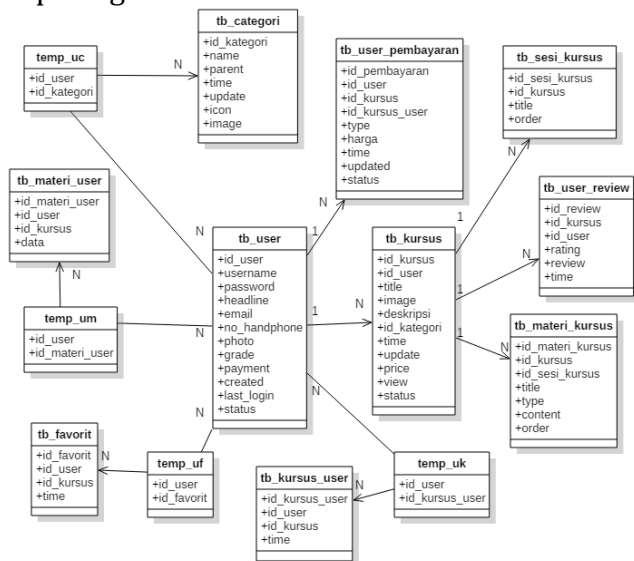 temp_uc
+id_user
+id_kategori
N
tb_categori
+id_kategori
+name
+parent
+time
+update
+icon
+image
tb_user_pembayaran
+id_pembayaran
+id_user
+id_kursus
+id_kursus_user
+type
+harga
+time
+updated
+status
tb_sesi_kursus
+id_sesi_kursus
+id_kursus
+title
+order
N
tb_materi_user
+id_materi_user
+id_user
+id_kursus
+data
N
temp_um
+id_user
+id_materi_user
N
N
tb_user
+id_user
+username
+password
+headline
+email
+no_handphone
+photo
+grade
+payment
+created
+last_login
+status
1
N
1
N
tb_kursus
+id_kursus
+id_user
+title
+image
+deskripsi
+id_kategori
+time
+update
+price
+view
+status
1
1
1
tb_user_review
+id_review
+id_kursus
+id_user
+rating
+review
+time
N
tb_materi_kursus
+id_materi_kursus
+id_kursus
+id_sesi_kursus
+title
+type
+content
+order
N
tb_favorit
+id_favorit
+id_user
+id_kursus
+time
N
temp_uf
+id_user
+id_favorit
N
tb_kursus_user
+id_kursus_user
+id_user
+id_kursus
+time
N
temp_uk
+id_user
+id_kursus_user
N